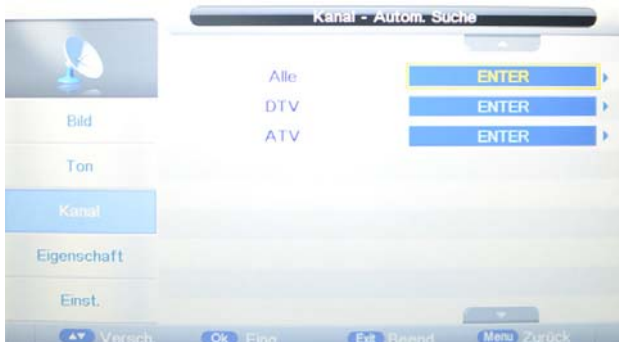 Kanal - Autom. Suche
Alle ENTER
DTV ENTER
ATV ENTER
Bild
Ton
Kanal
Eigenschaft
Einst.
Versch Ok Eing Exit Beend Menu Zurück